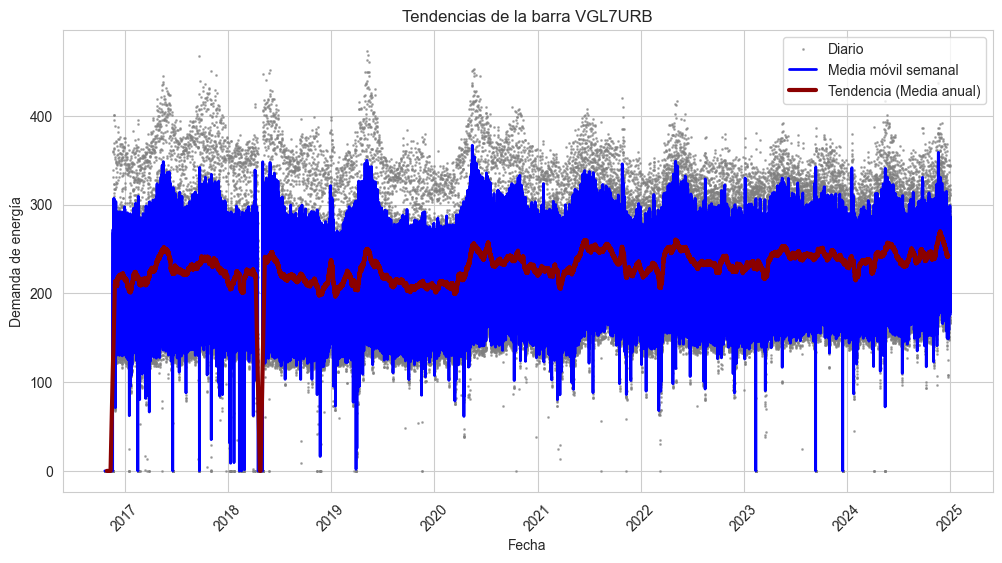 Tendencias de la barra VGL7URB
Diario
Media móvil semanal
Tendencia (Media anual)
Demanda de energía
400
300
200
100
0
2017
2018
2019
2020
2021
2022
2023
2024
2025
Fecha